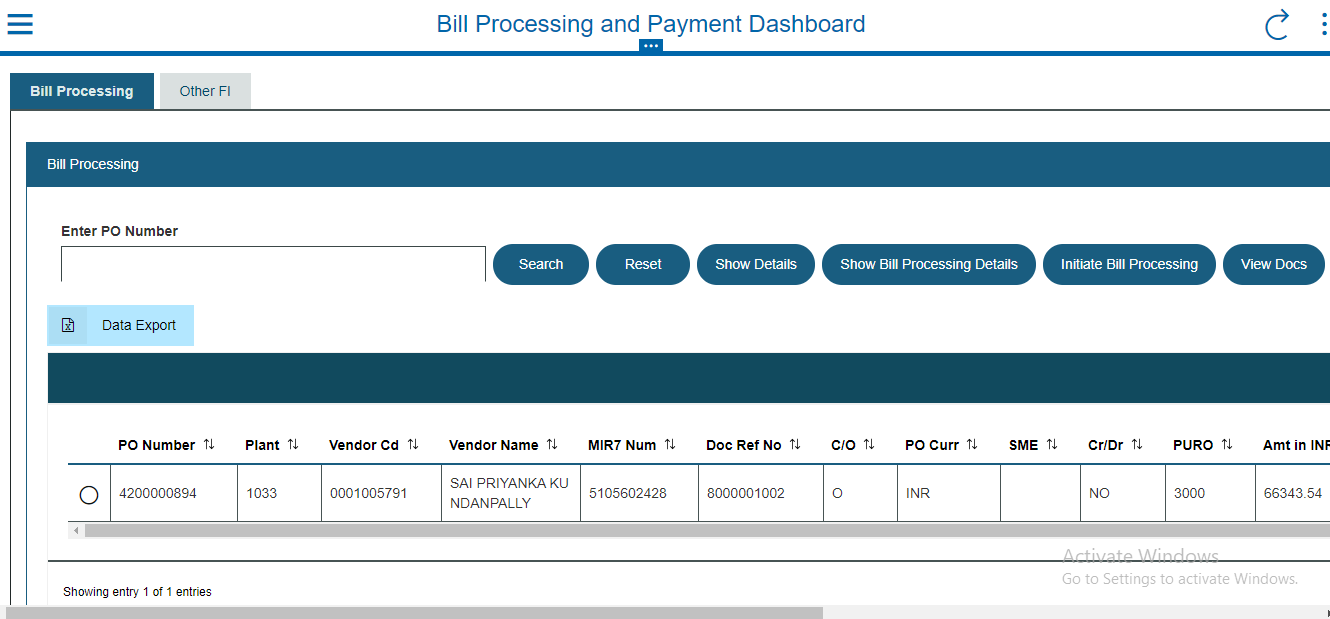 Bill Processing and Payment Dashboard
Bill Processing Other FI
Bill Processing
Enter PO Number
Search Reset Show Details Show Bill Processing Details Initiate Bill Processing View Docs
Data Export
PO Number Plant Vendor Cd Vendor Name MIR7 Num Doc Ref No C/O PO Curr SME Cr/Dr PURO Amt in INR
4200000894 1033 0001005791 SAI PRIYANKA KU 5105602428 8000001002 O INR NO 3000 66343.54
NDANPALLY
Activate Windows
Go to Settings to activate Windows.
Showing entry 1 of 1 entries